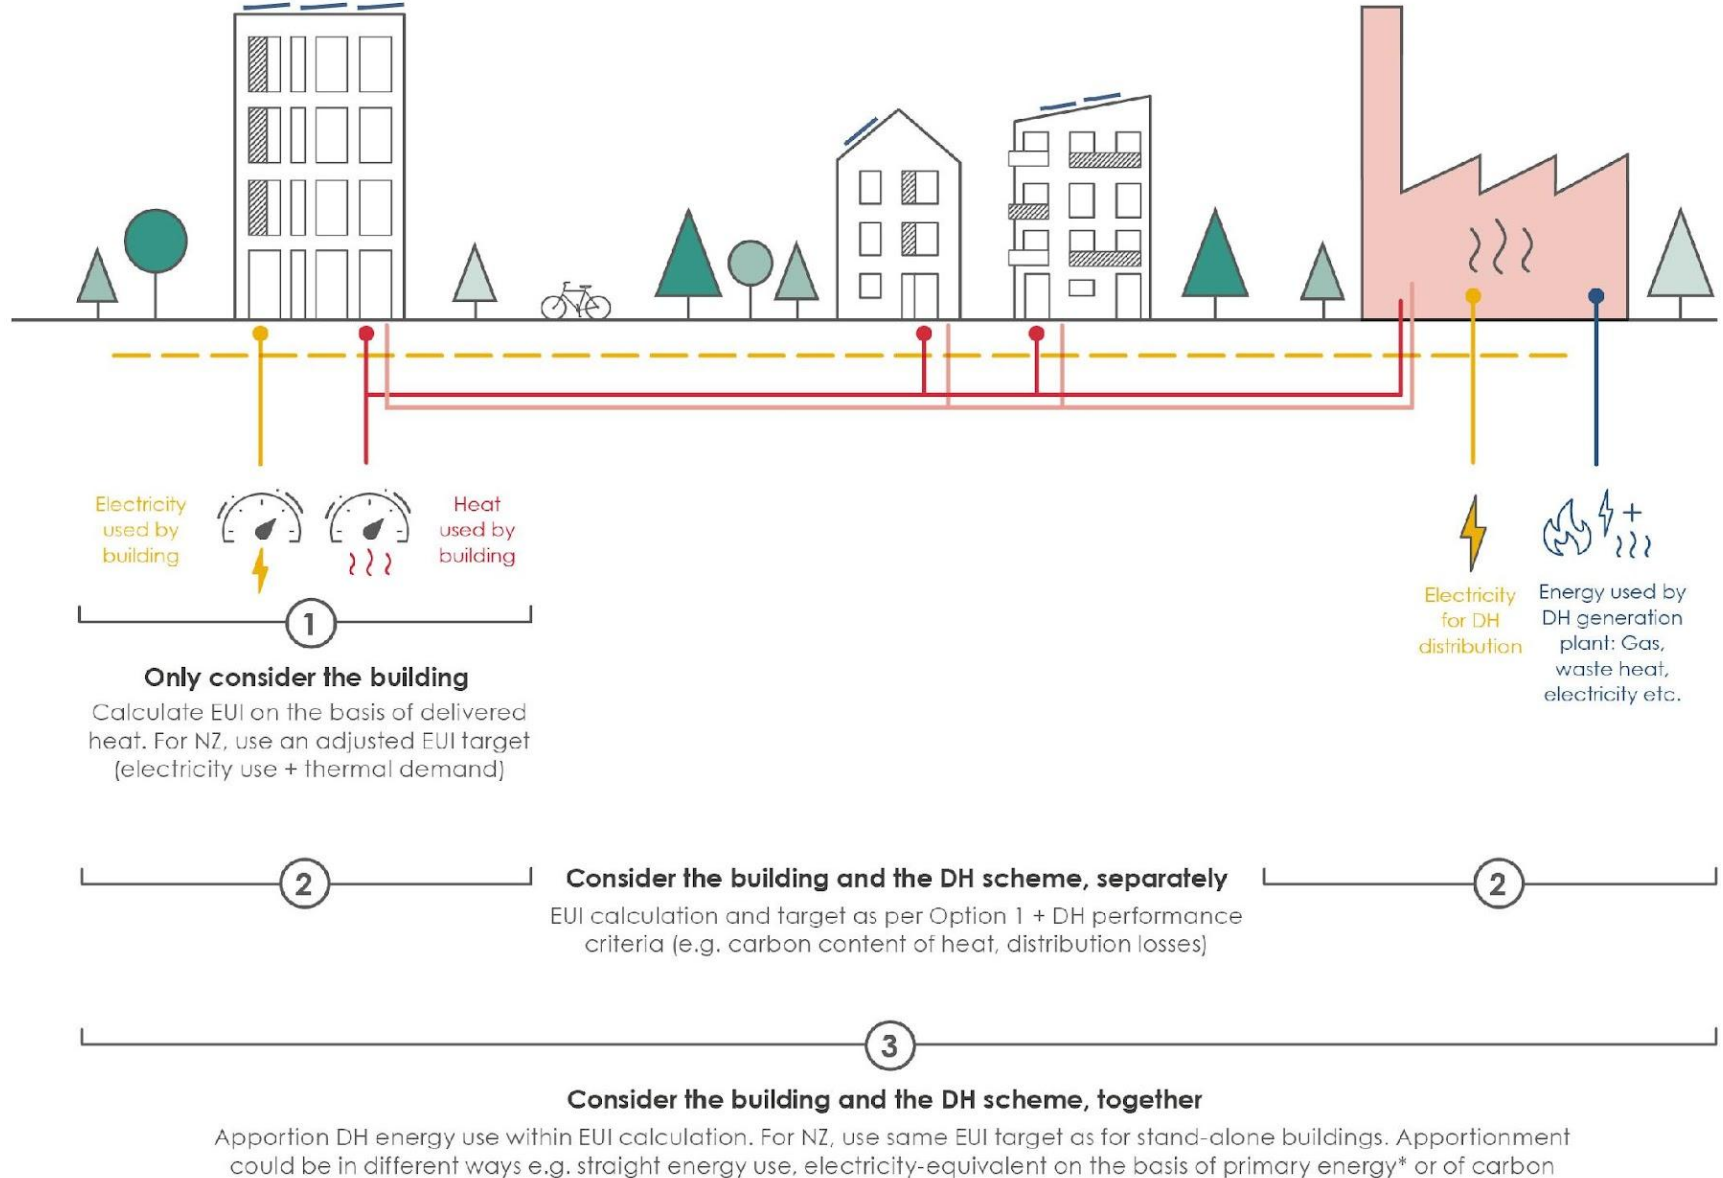 Electricity
used by
building
Heat
used by
building
Electricity
for DH
distribution
Energy used by
DH generation
plant: Gas,
waste heat,
electricity etc.
1
Only consider the building
Calculate EUI on the basis of delivered
heat. For NZ, use an adjusted EUI target
(electricity use + thermal demand)
2
Consider the building and the DH scheme, separately
2
EUI calculation and target as per Option 1 + DH performance
criteria (e.g. carbon content of heat, distribution losses)
3
Consider the building and the DH scheme, together
Apportion DH energy use within EUI calculation. For NZ, use same EUI target as for stand-alone buildings. Apportionment
could be in different ways e.g. straight energy use, electricity-equivalent on the basis of primary energy* or of carbon